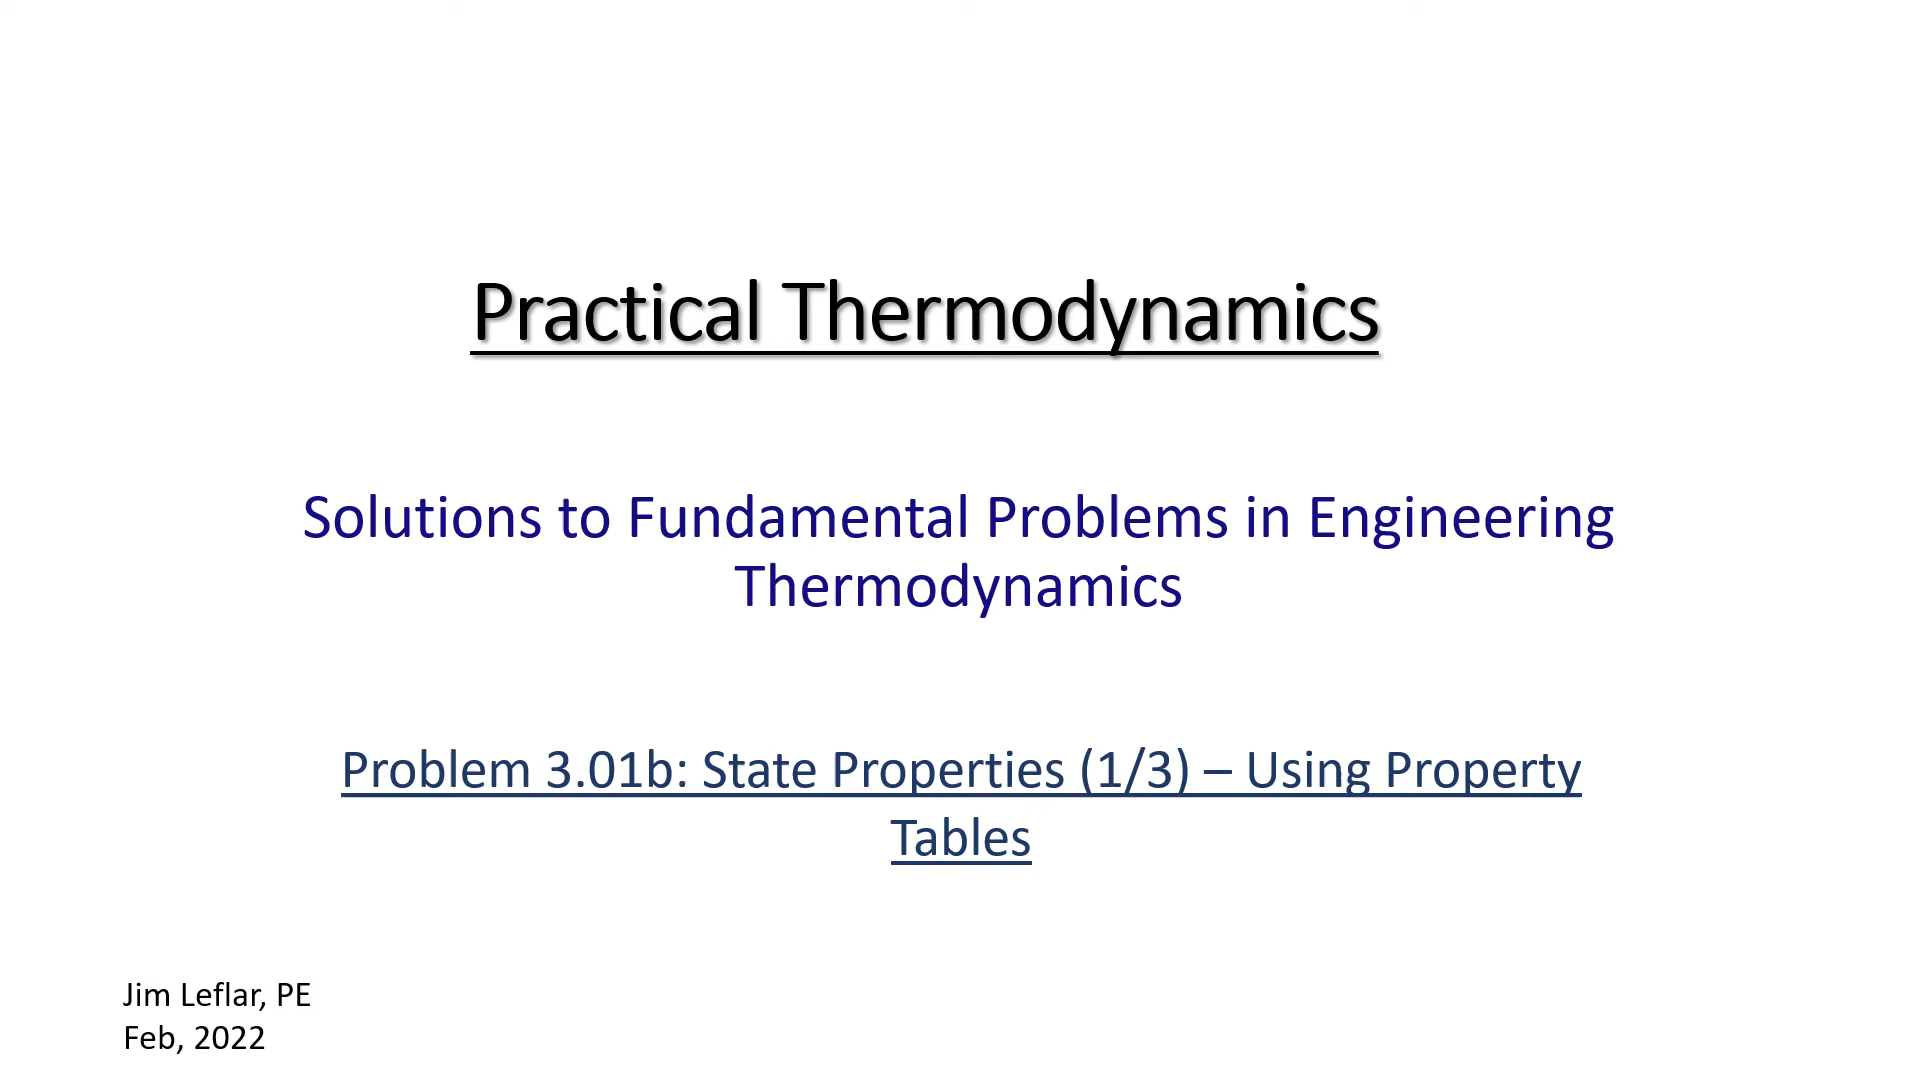 Practical Thermodynamics
Solutions to Fundamental Problems in Engineering
Thermodynamics
Problem 3.01b: State Properties (1/3) – Using Property
Tables
Jim Leflar, PE
Feb, 2022